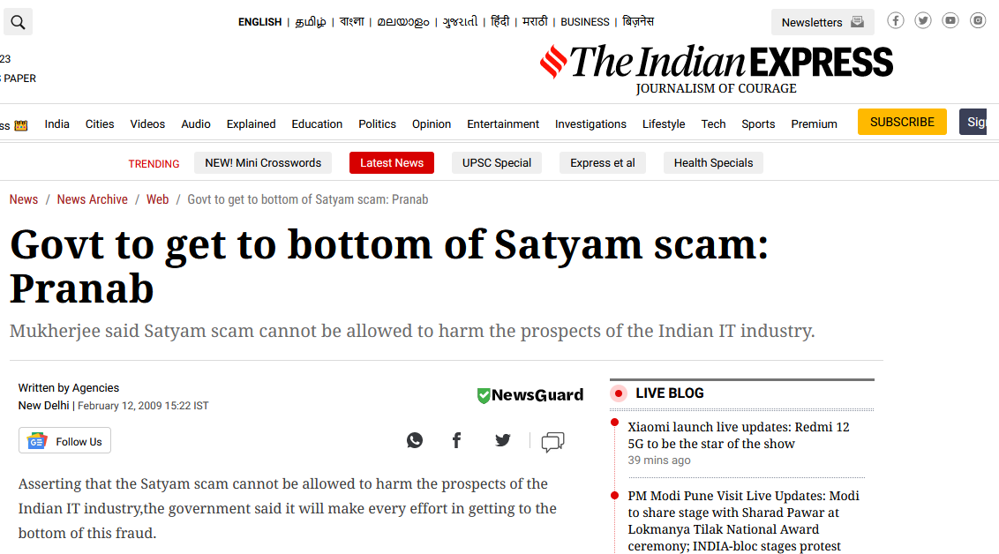 ENGLISH | தமிழ் | বাংলা | മലയാളം | ગુજરાતી | हिंदी | मराठी | BUSINESS | बिज़नेस
Newsletters
23
S PAPER
The Indian EXPRESS
JOURNALISM OF COURAGE
ss India Cities Videos Audio Explained Education Politics Opinion Entertainment Investigations Lifestyle Tech Sports Premium SUBSCRIBE Sig
TRENDING NEW! Mini Crosswords Latest News UPSC Special Express et al Health Specials
News / News Archive / Web / Govt to get to bottom of Satyam scam: Pranab
Govt to get to bottom of Satyam scam:
Pranab
Mukherjee said Satyam scam cannot be allowed to harm the prospects of the Indian IT industry.
Written by Agencies
New Delhi | February 12, 2009 15:22 IST
NewsGuard
GE Follow Us
Asserting that the Satyam scam cannot be allowed to harm the prospects of the
Indian IT industry,the government said it will make every effort in getting to the
bottom of this fraud.
LIVE BLOG
Xiaomi launch live updates: Redmi 12
5G to be the star of the show
39 mins ago
PM Modi Pune Visit Live Updates: Modi
to share stage with Sharad Pawar at
Lokmanya Tilak National Award
ceremony; INDIA-bloc stages protest